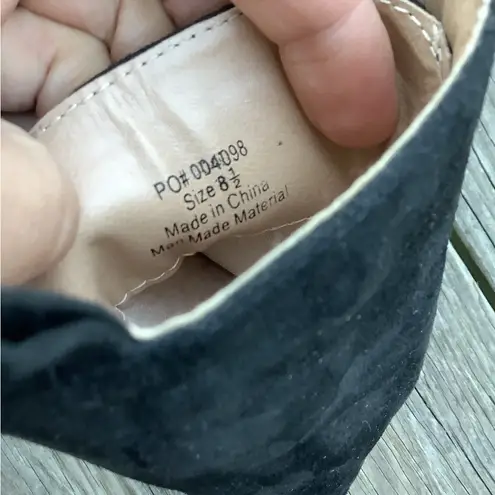 PO# 004098
Size 8½
Made in China
Man Made Material